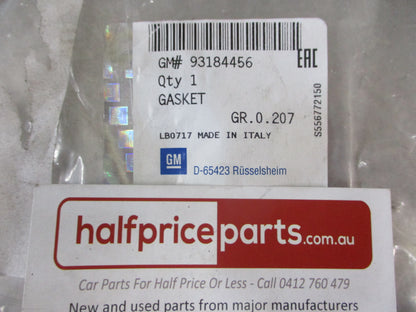 GM# 93184456
Qty 1
GASKET
GR.0.207
LB0717 MADE IN ITALY
EAC
S556772150
GM
D-65423 Rüsselsheim
halfpriceparts.com.au
Car Parts For Half Price Or Less - Call 0412 760 479
New and used parts from major manufacturers